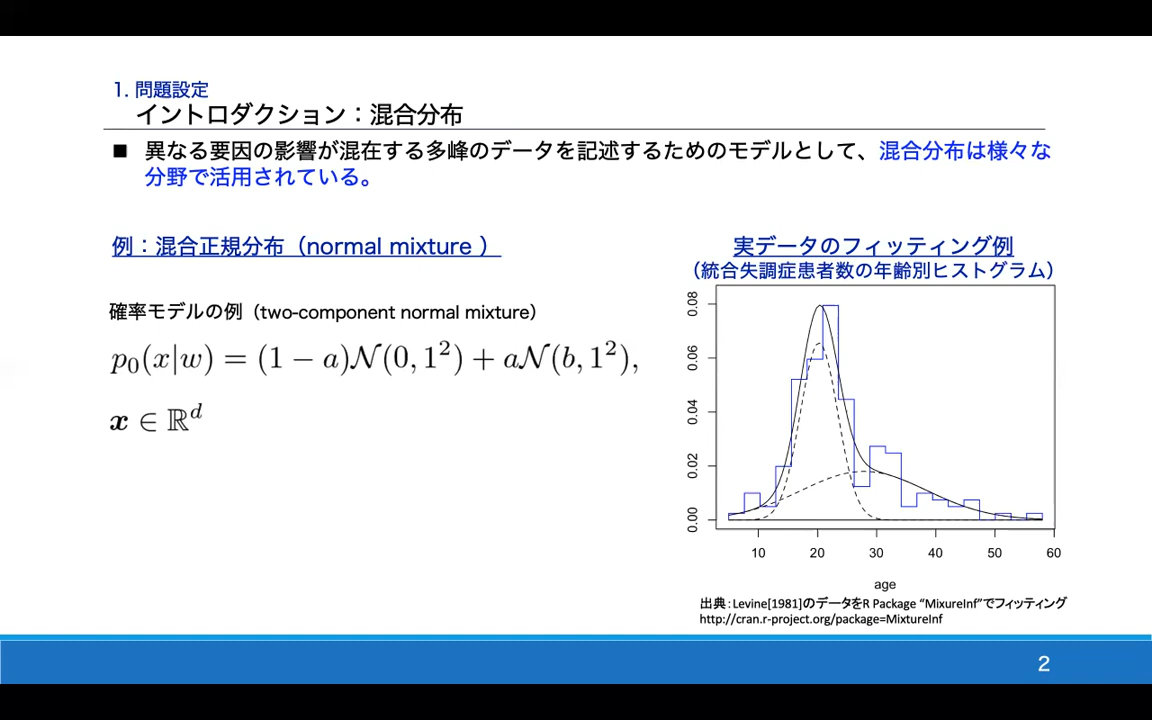 1. 問題設定
イントロダクション：混合分布
■ 異なる要因の影響が混在する多峰のデータを記述するためのモデルとして、混合分布は様々な
分野で活用されている。
例：混合正規分布（normal mixture ）
確率モデルの例（two-component normal mixture）
p₀(x|w) = (1 − a)𝒩(0, 1²) + a𝒩(b, 1²),
x ∈ ℝᵈ
実データのフィッティング例
（統合失調症患者数の年齢別ヒストグラム）
0.08
0.06
0.04
0.02
0.00
10 20 30 40 50 60
age
出典：Levine[1981]のデータをR Package “MixureInf”でフィッティング
http://cran.r-project.org/package=MixtureInf
2